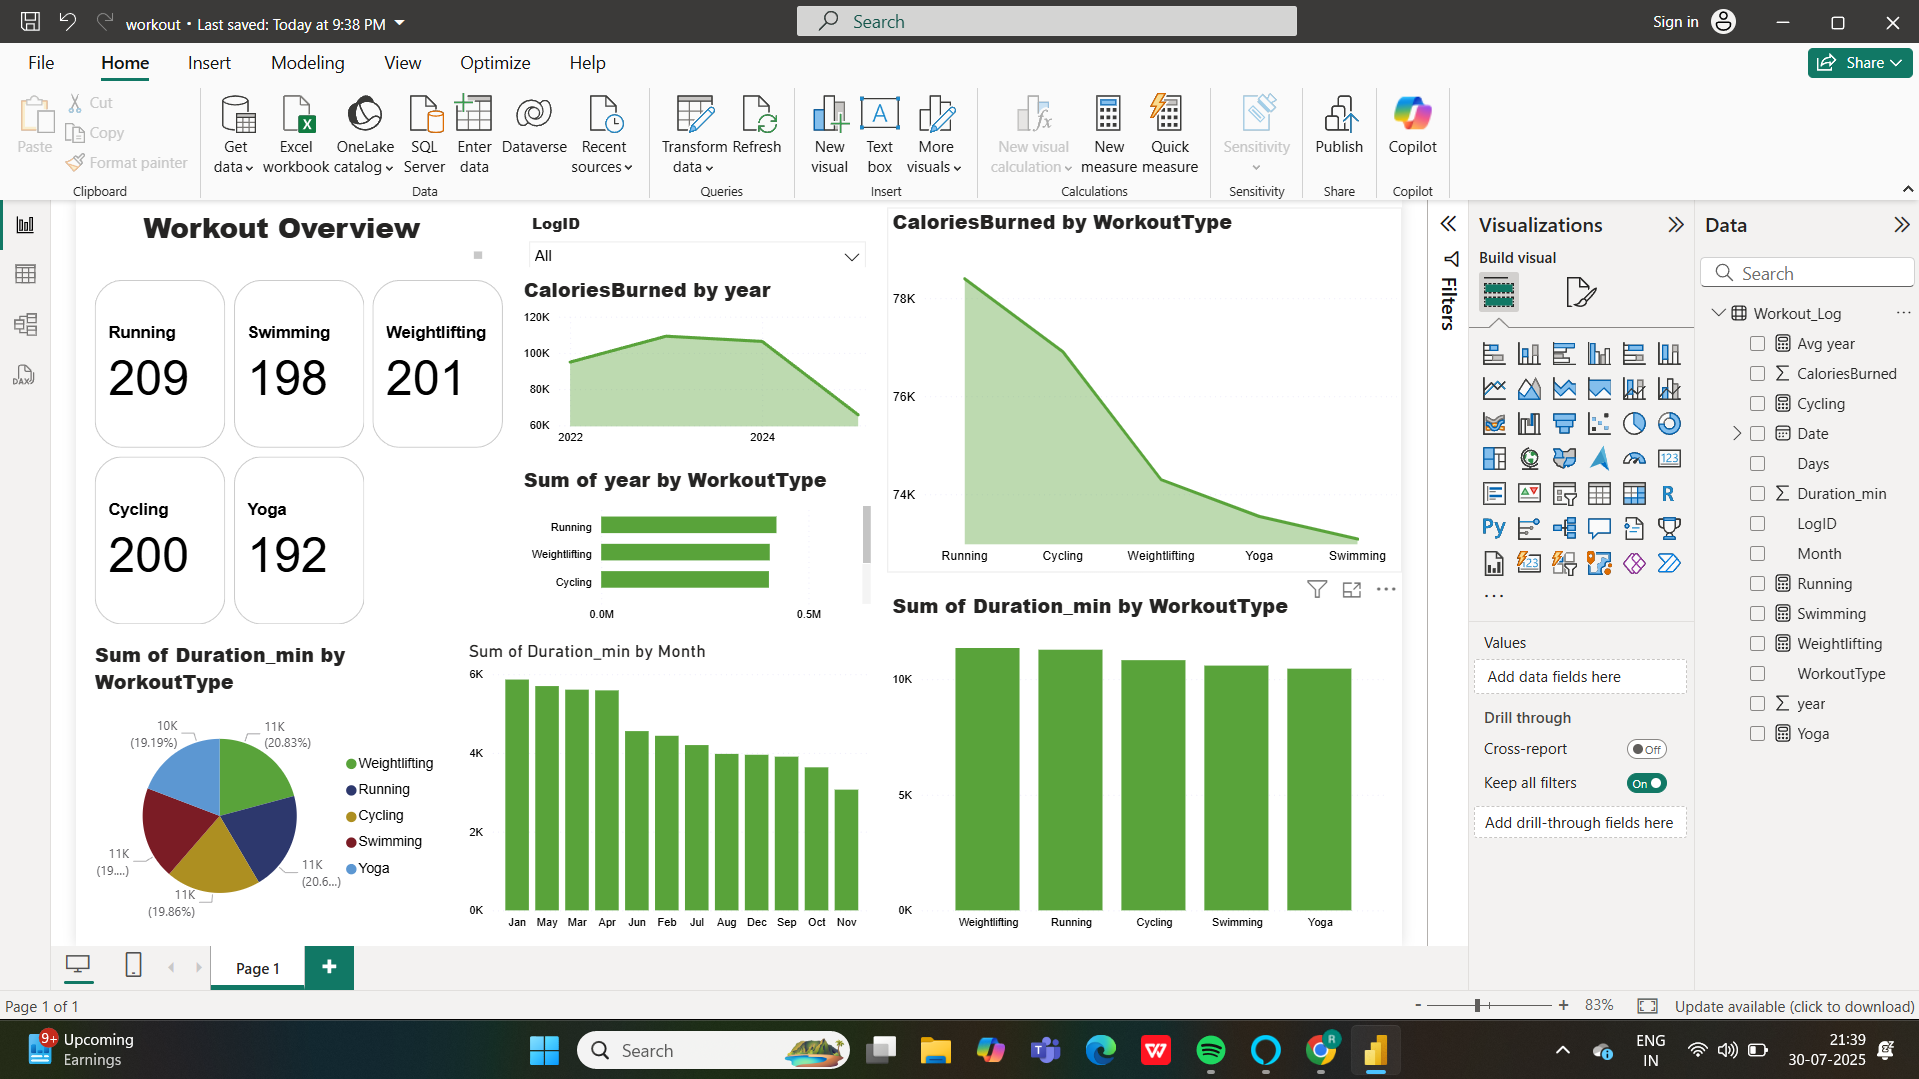 workout • Last saved: Today at 9:38 PM
Search
Sign in
File
Home
Insert
Modeling
View
Optimize
Help
Share
Paste
Cut
Copy
Format painter
Clipboard
Get data
Excel workbook
OneLake catalog
SQL Server
Enter data
Dataverse
Recent sources
Data
Transform data
Refresh
Queries
New visual
Text box
More visuals
Insert
New visual calculation
New measure
Quick measure
Calculations
Sensitivity
Sensitivity
Publish
Share
Copilot
Copilot
Workout Overview
Running
209
Swimming
198
Weightlifting
201
Cycling
200
Yoga
192
LogID
All
CaloriesBurned by year
120K
100K
80K
60K
2022
2024
Sum of year by WorkoutType
Running
Weightlifting
Cycling
0.0M
0.5M
CaloriesBurned by WorkoutType
78K
76K
74K
Running
Cycling
Weightlifting
Yoga
Swimming
Sum of Duration_min by
WorkoutType
10K
(19.19%)
11K
(20.83%)
11K
(19....)
11K
(20.6...)
11K
(19.86%)
Weightlifting
Running
Cycling
Swimming
Yoga
Sum of Duration_min by Month
6K
4K
2K
0K
Jan May Mar Apr Jun Feb Jul Aug Dec Sep Oct Nov
Sum of Duration_min by WorkoutType
10K
5K
0K
Weightlifting
Running
Cycling
Swimming
Yoga
Filters
Visualizations
Build visual
123
R
Py
123
Values
Add data fields here
Drill through
Cross-report
Off
Keep all filters
On
Add drill-through fields here
Data
Search
Workout_Log
Avg year
CaloriesBurned
Cycling
Date
Days
Duration_min
LogID
Month
Running
Swimming
Weightlifting
WorkoutType
year
Yoga
DAX
Page 1
Page 1 of 1
83%
Update available (click to download)
9+
Upcoming
Earnings
Search
R
ENG
IN
21:39
30-07-2025